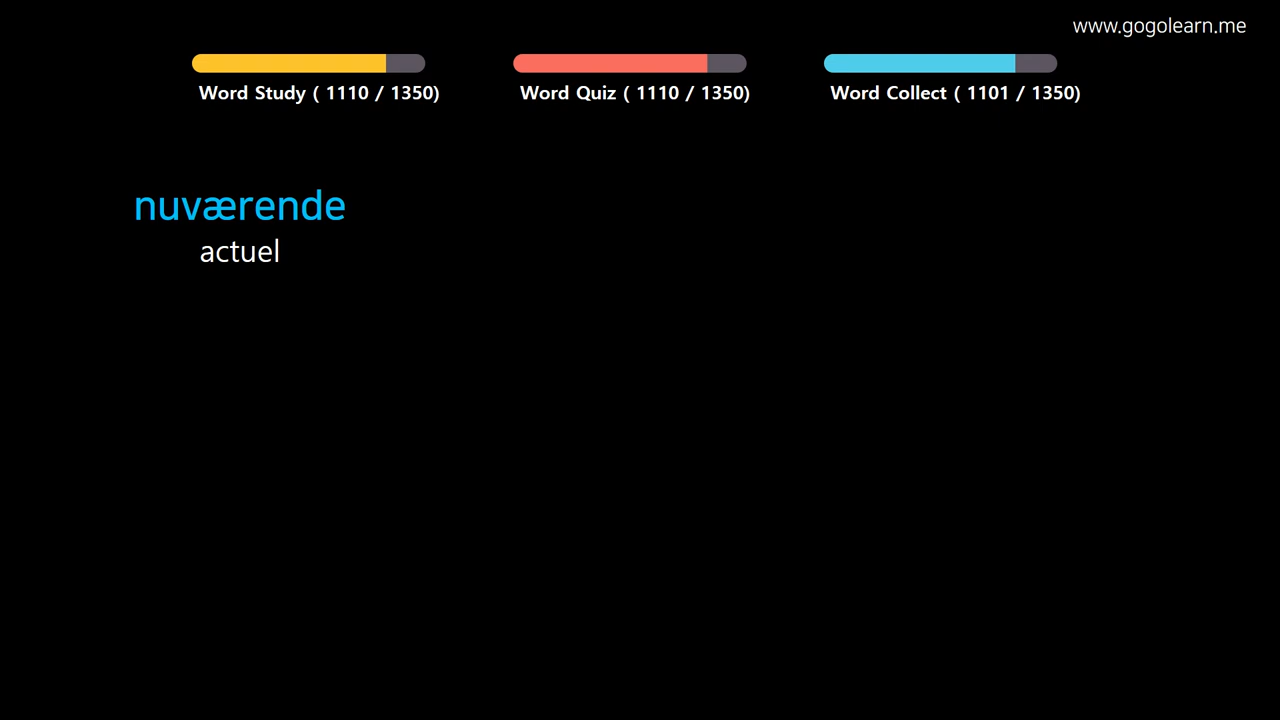 www.gogolearn.me
Word Study ( 1110 / 1350)
Word Quiz ( 1110 / 1350)
Word Collect ( 1101 / 1350)
nuværende
actuel